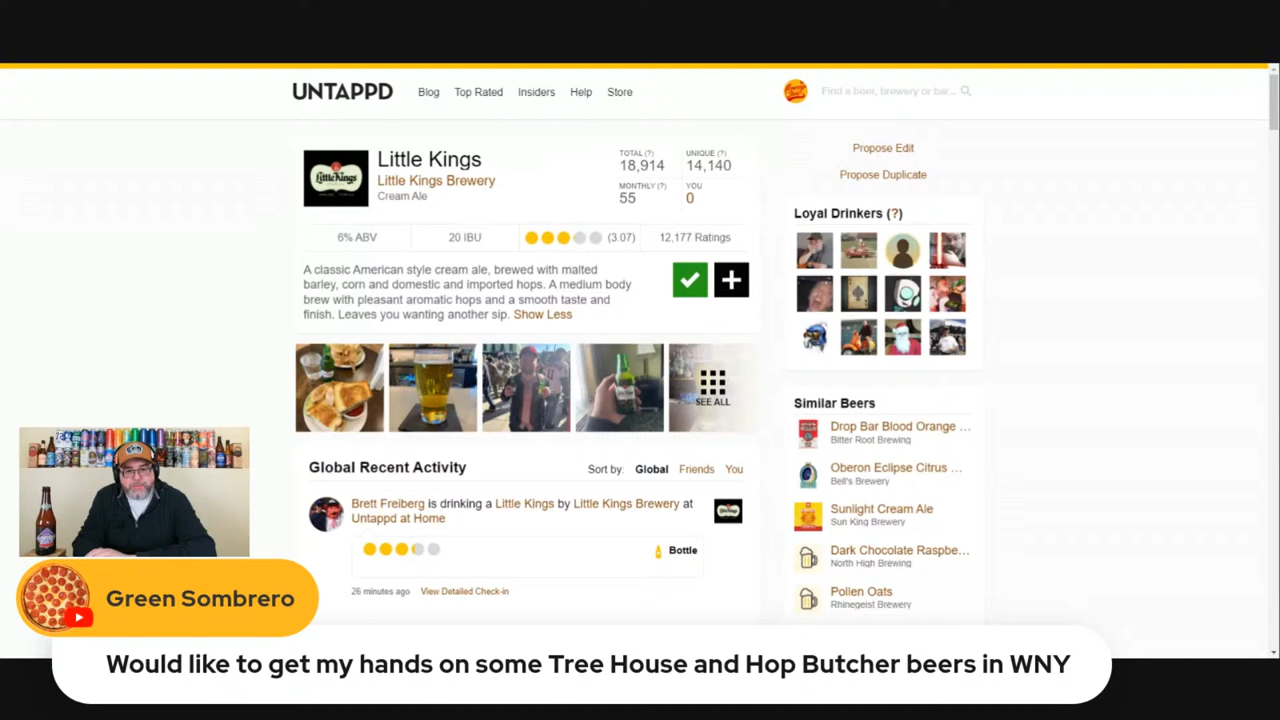 UNTAPPD
Blog Top Rated Insiders Help Store
Find a beer, brewery or bar...
Little Kings
Little Kings Brewery
Cream Ale
TOTAL (?)
18,914
UNIQUE (?)
14,140
MONTHLY (?)
55
YOU
0
6% ABV
20 IBU
(3.07)
12,177 Ratings
A classic American style cream ale, brewed with malted
barley, corn and domestic and imported hops. A medium body
brew with pleasant aromatic hops and a smooth taste and
finish. Leaves you wanting another sip. Show Less
SEE ALL
Global Recent Activity
Sort by: Global Friends You
Brett Freiberg is drinking a Little Kings by Little Kings Brewery at
Untappd at Home
Bottle
26 minutes ago View Detailed Check-in
Propose Edit
Propose Duplicate
Loyal Drinkers (?)
Similar Beers
Drop Bar Blood Orange ...
Bitter Root Brewing
Oberon Eclipse Citrus ...
Bell's Brewery
Sunlight Cream Ale
Sun King Brewery
Dark Chocolate Raspbe...
North High Brewing
Pollen Oats
Rhinegeist Brewery
Little Kings
Green Sombrero
Would like to get my hands on some Tree House and Hop Butcher beers in WNY